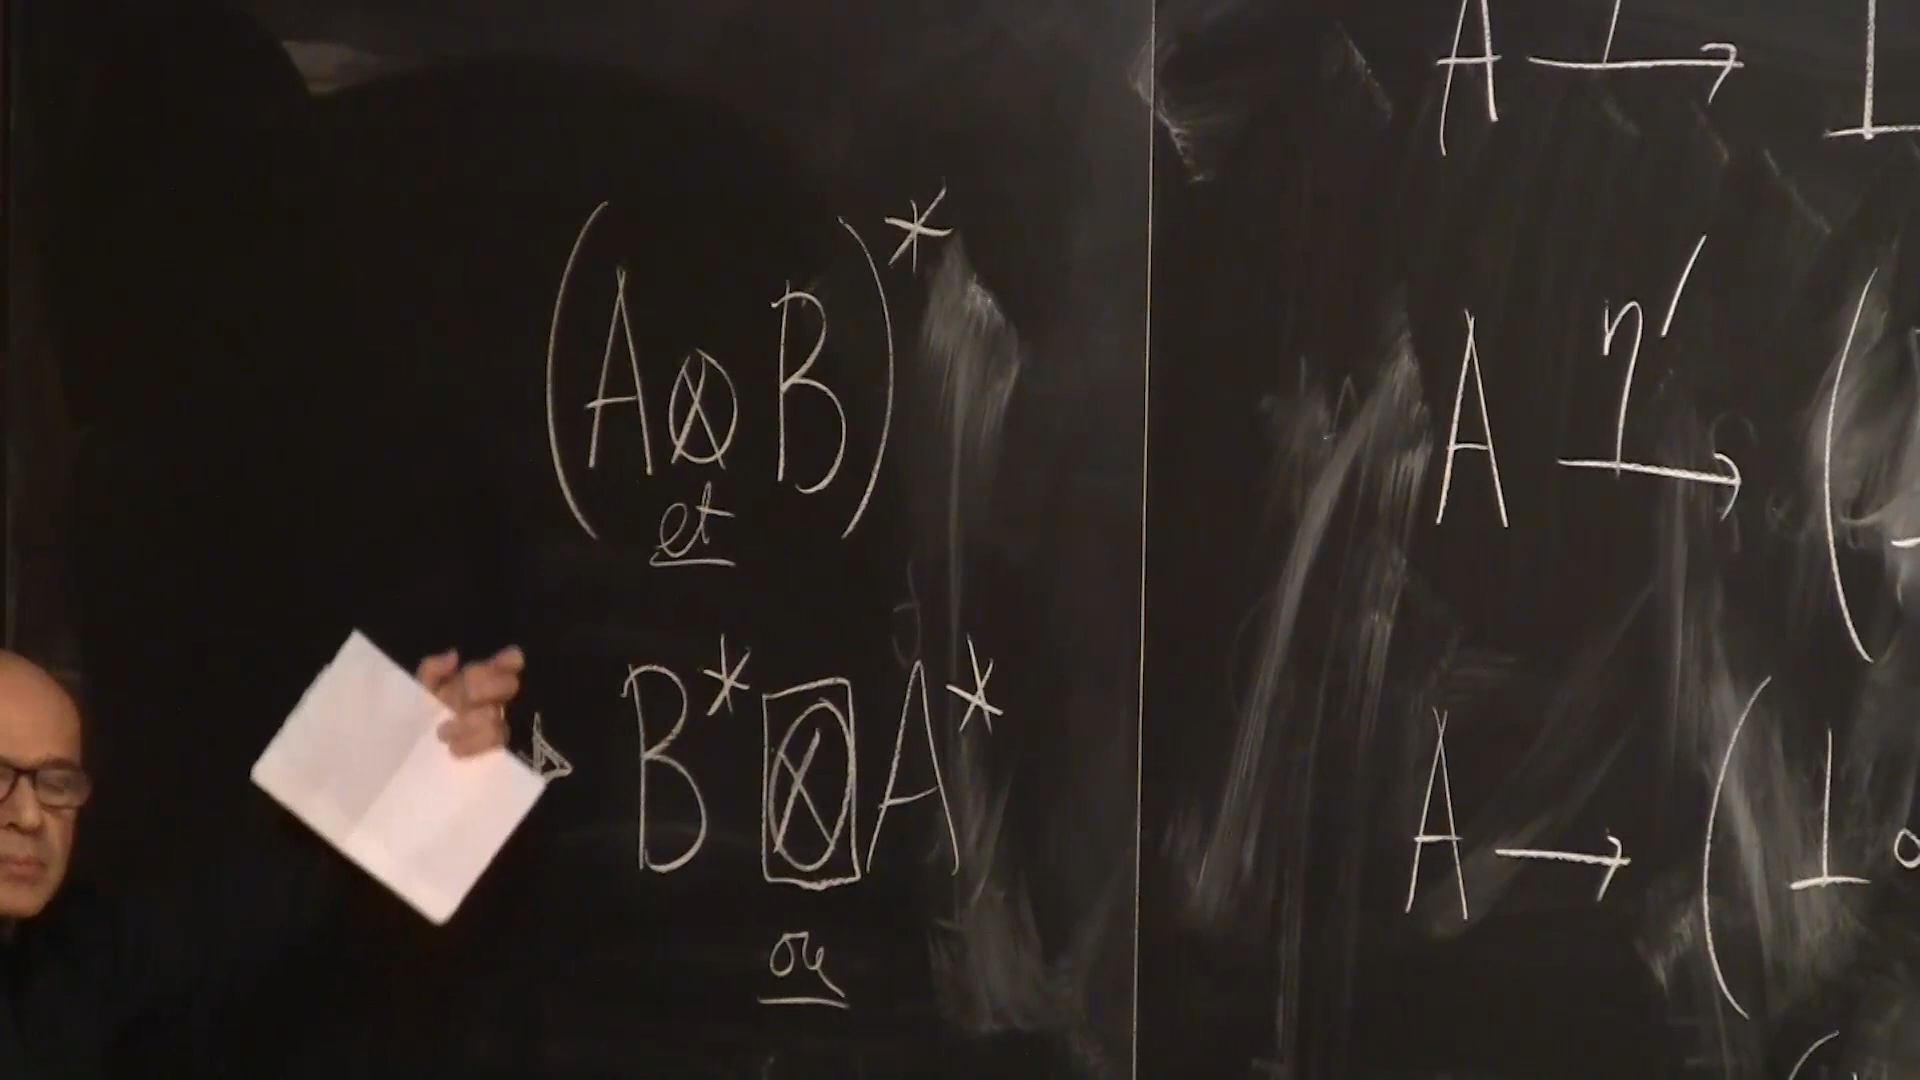 (A ⊗ B)*
et
B* ⊗ A*
ou
A →
A η' → (
A → ( ⊥